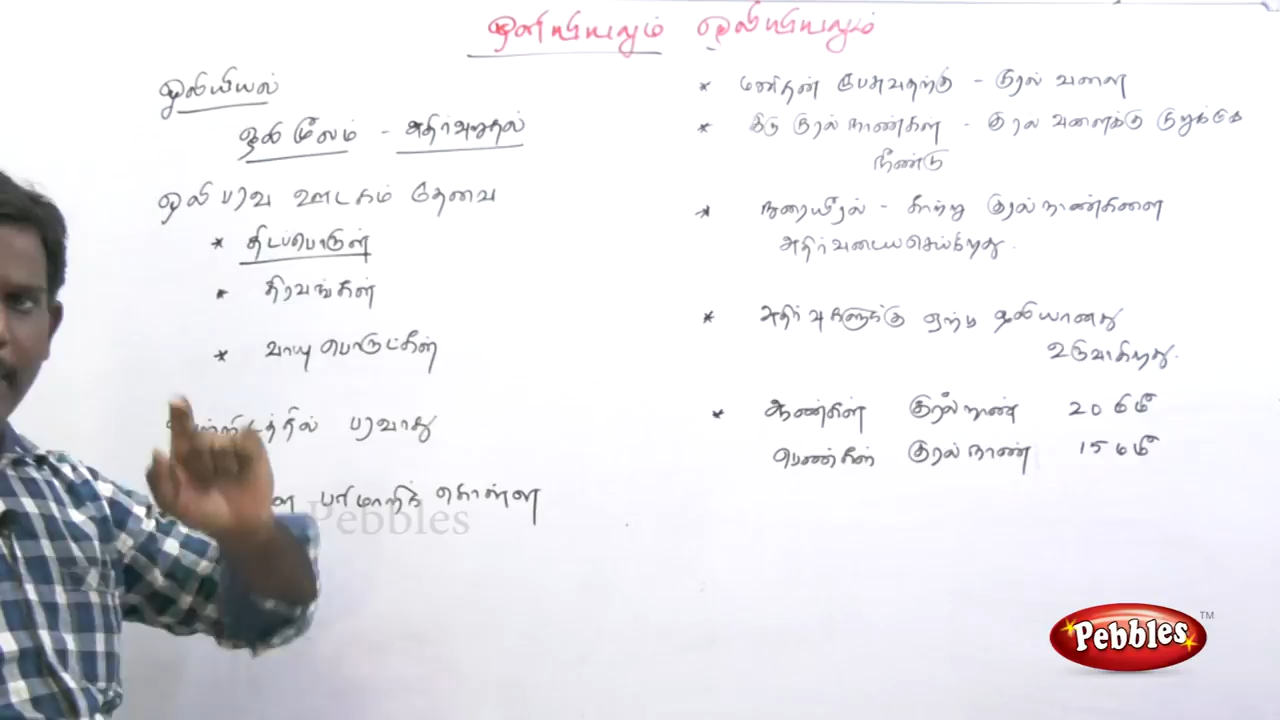 ஒளியியலும் ஒலியியலும்
ஒலியியல்
ஒலி மூலம் - அதிர்வுறுதல்
ஒலி பரவ ஊடகம் தேவை
* திடப்பொருள்
* திரவங்கள்
* வாயு பொருட்கள்
பரவாது
பரிமாறிக் கொள்ள
* மனிதன் பேசுவதற்கு - குரல் வளை
* இரு குரல் நாண்கள் - குரல் வளைக்கு குறுக்கே
நீண்டு
* நுரையீரல் - காற்று குரல் நாண்களை
அதிர்வடைய செய்கிறது.
* அதிர்வுகளுக்கு ஏற்ப ஒலியானது
உருவாகிறது.
* ஆண்கள் குரல் நாண் 20 மிமீ
பெண்கள் குரல் நாண் 15 மிமீ
Pebbles
Pebbles TM